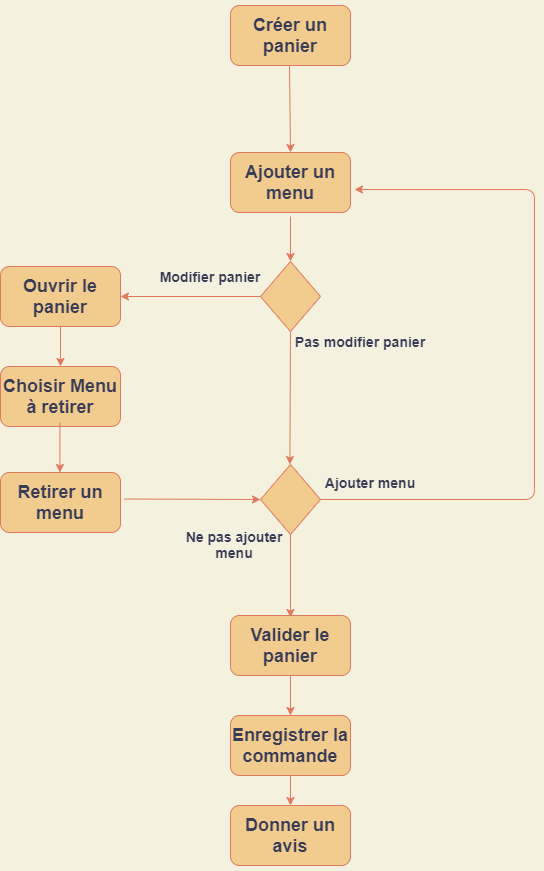 Créer un
panier
Ajouter un
menu
Modifier panier
Ouvrir le
panier
Pas modifier panier
Choisir Menu
à retirer
Retirer un
menu
Ajouter menu
Ne pas ajouter
menu
Valider le
panier
Enregistrer la
commande
Donner un
avis